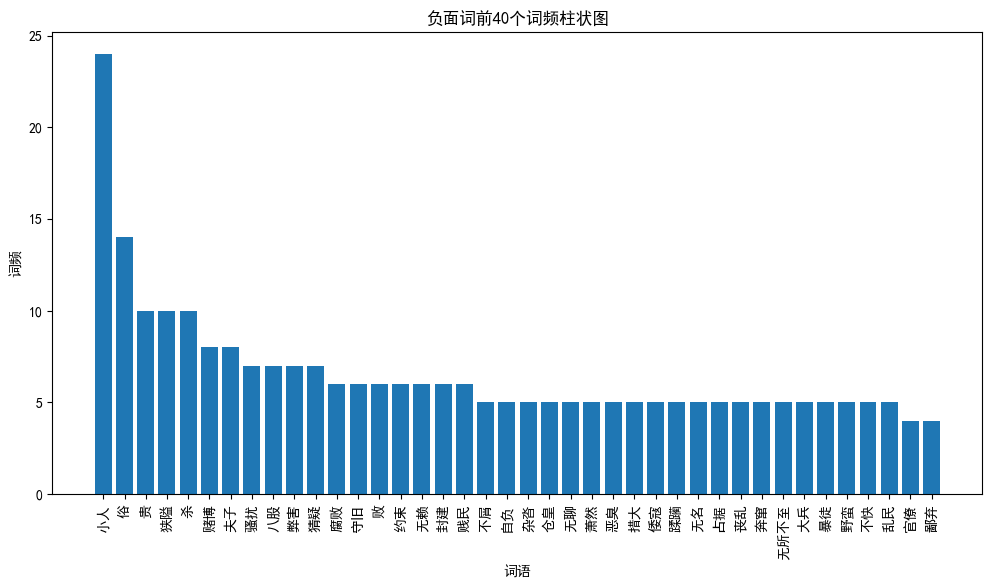 负面词前40个词频柱状图
25
20
15
10
5
0
词频
小人
俗
贵
狭隘
杀
赌博
夫子
骚扰
八股
弊害
猜疑
腐败
守旧
败
约束
无赖
封建
贱民
不屑
自负
杂沓
仓皇
无聊
萧然
恶臭
措大
倭寇
蹂躏
无名
占据
丧乱
奔窜
无所不至
大兵
暴徒
野蛮
不快
乱民
官僚
鄙弃
词语